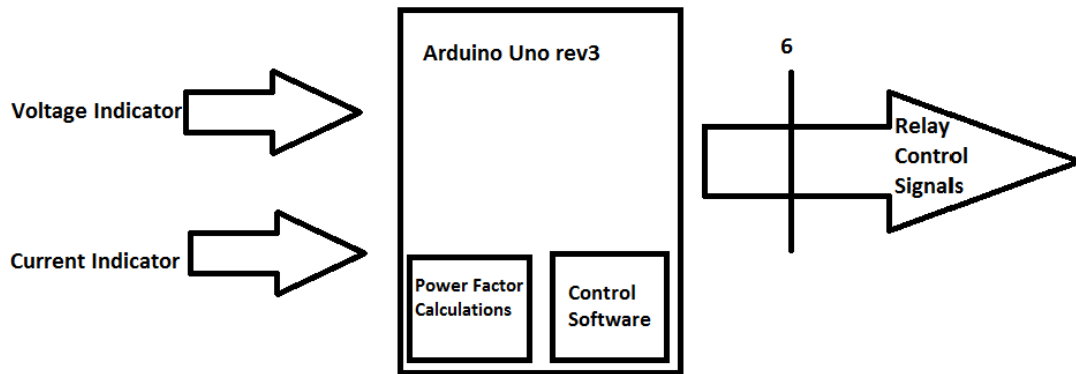 Voltage Indicator
Current Indicator
Arduino Uno rev3
Power Factor
Calculations
Control
Software
6
Relay
Control
Signals